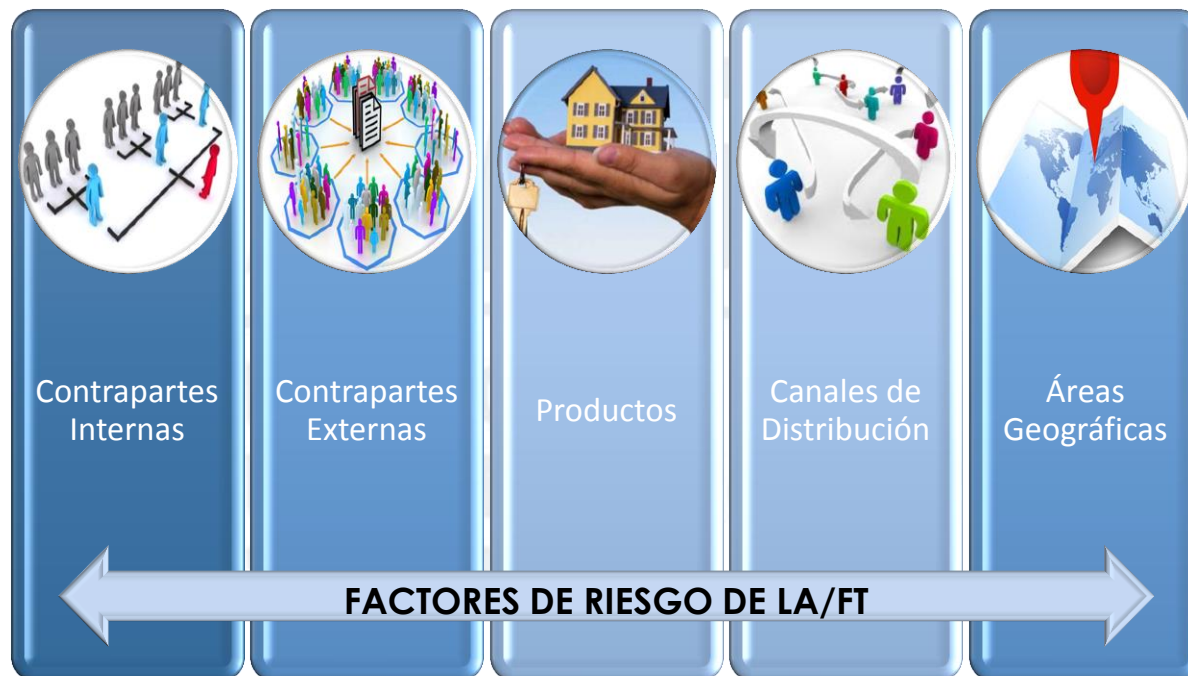 Contrapartes
Internas
Contrapartes
Externas
Productos
Canales de
Distribución
Áreas
Geográficas
FACTORES DE RIESGO DE LA/FT